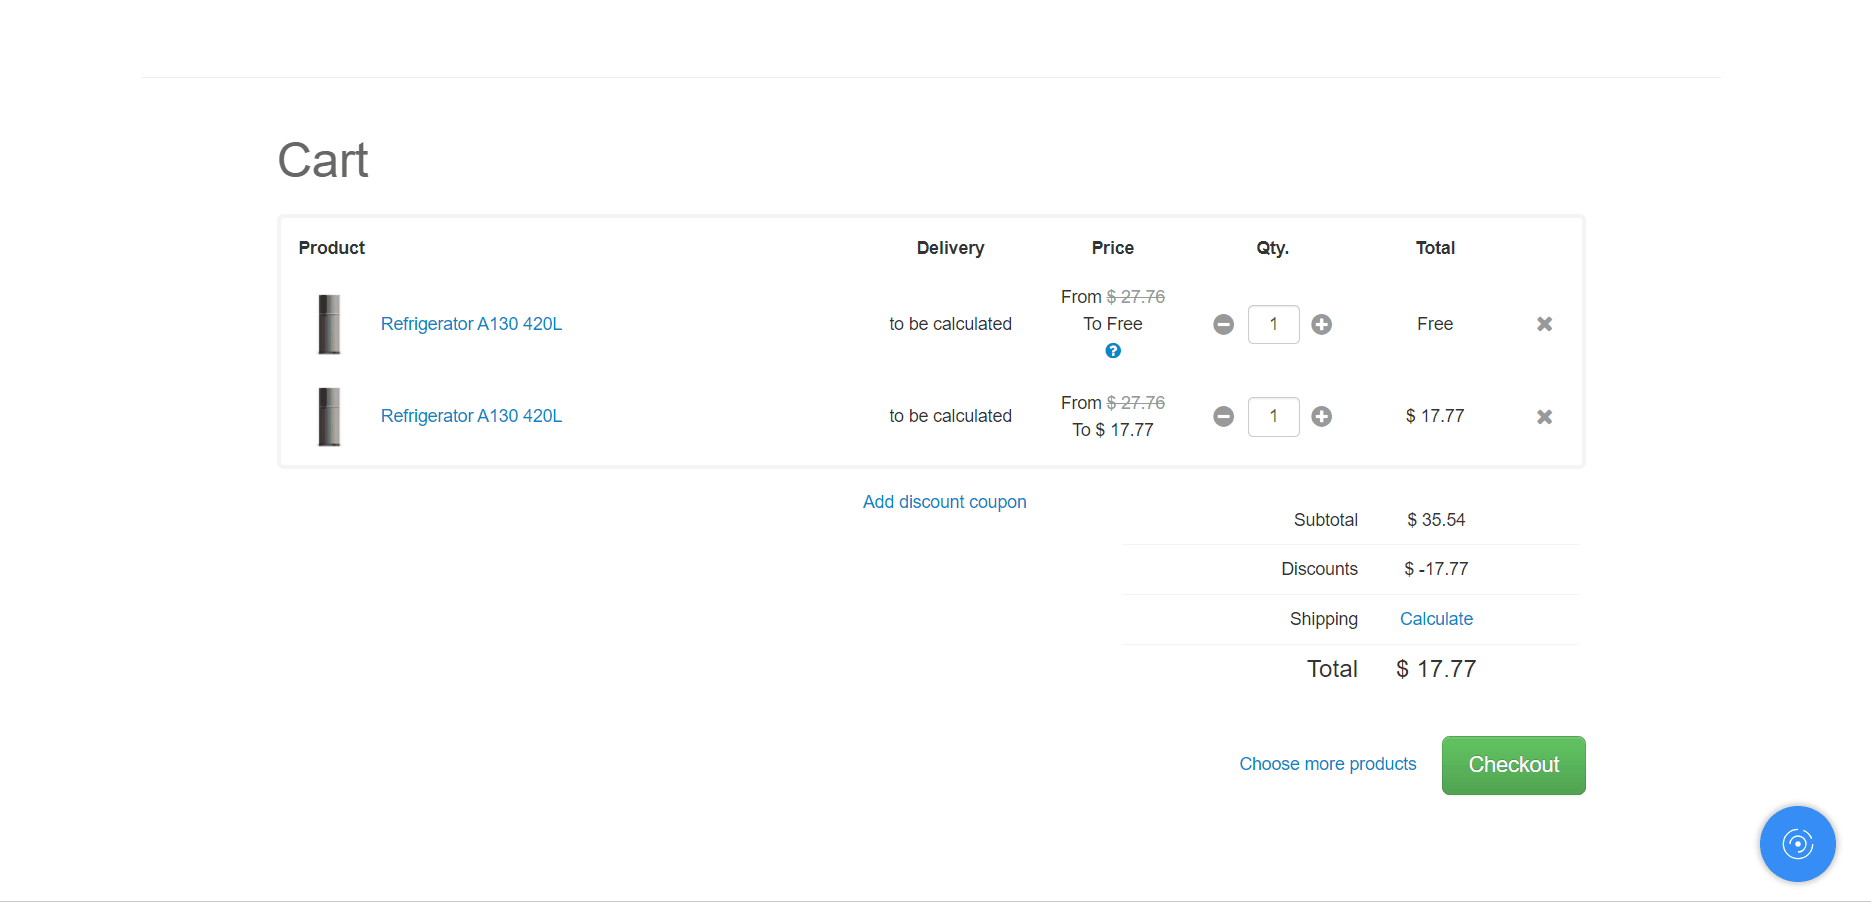 Cart
Product Delivery Price Qty. Total
Refrigerator A130 420L to be calculated From $ 27.76 To Free 1 Free
Refrigerator A130 420L to be calculated From $ 27.76 To $ 17.77 1 $ 17.77
Add discount coupon
Subtotal $ 35.54
Discounts $ -17.77
Shipping Calculate
Total $ 17.77
Choose more products Checkout